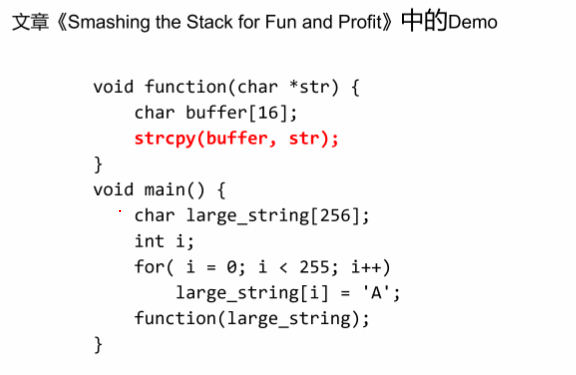 文章《Smashing the Stack for Fun and Profit》中的Demo
void function(char *str) {
char buffer[16];
strcpy(buffer, str);
}
void main() {
char large_string[256];
int i;
for( i = 0; i < 255; i++)
large_string[i] = 'A';
function(large_string);
}